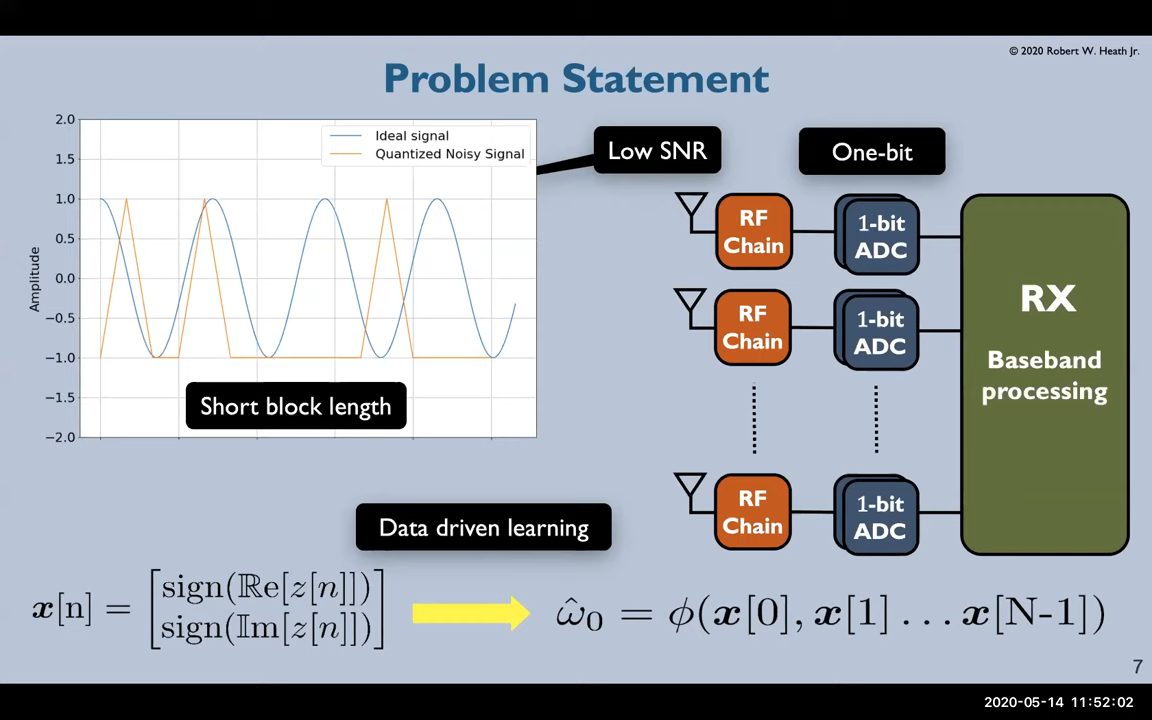 © 2020 Robert W. Heath Jr.
Problem Statement
2.0
1.5
1.0
0.5
0.0
−0.5
−1.0
−1.5
−2.0
Amplitude
Ideal signal
Quantized Noisy Signal
Short block length
Low SNR
One-bit
RF
Chain
1-bit
ADC
RF
Chain
1-bit
ADC
RF
Chain
1-bit
ADC
RX
Baseband
processing
Data driven learning
x[n] = [sign(ℝe[z[n]])
sign(𝕀m[z[n]])]
ω̂₀ = ϕ(x[0], x[1] ... x[N-1])
7
2020-05-14 11:52:02